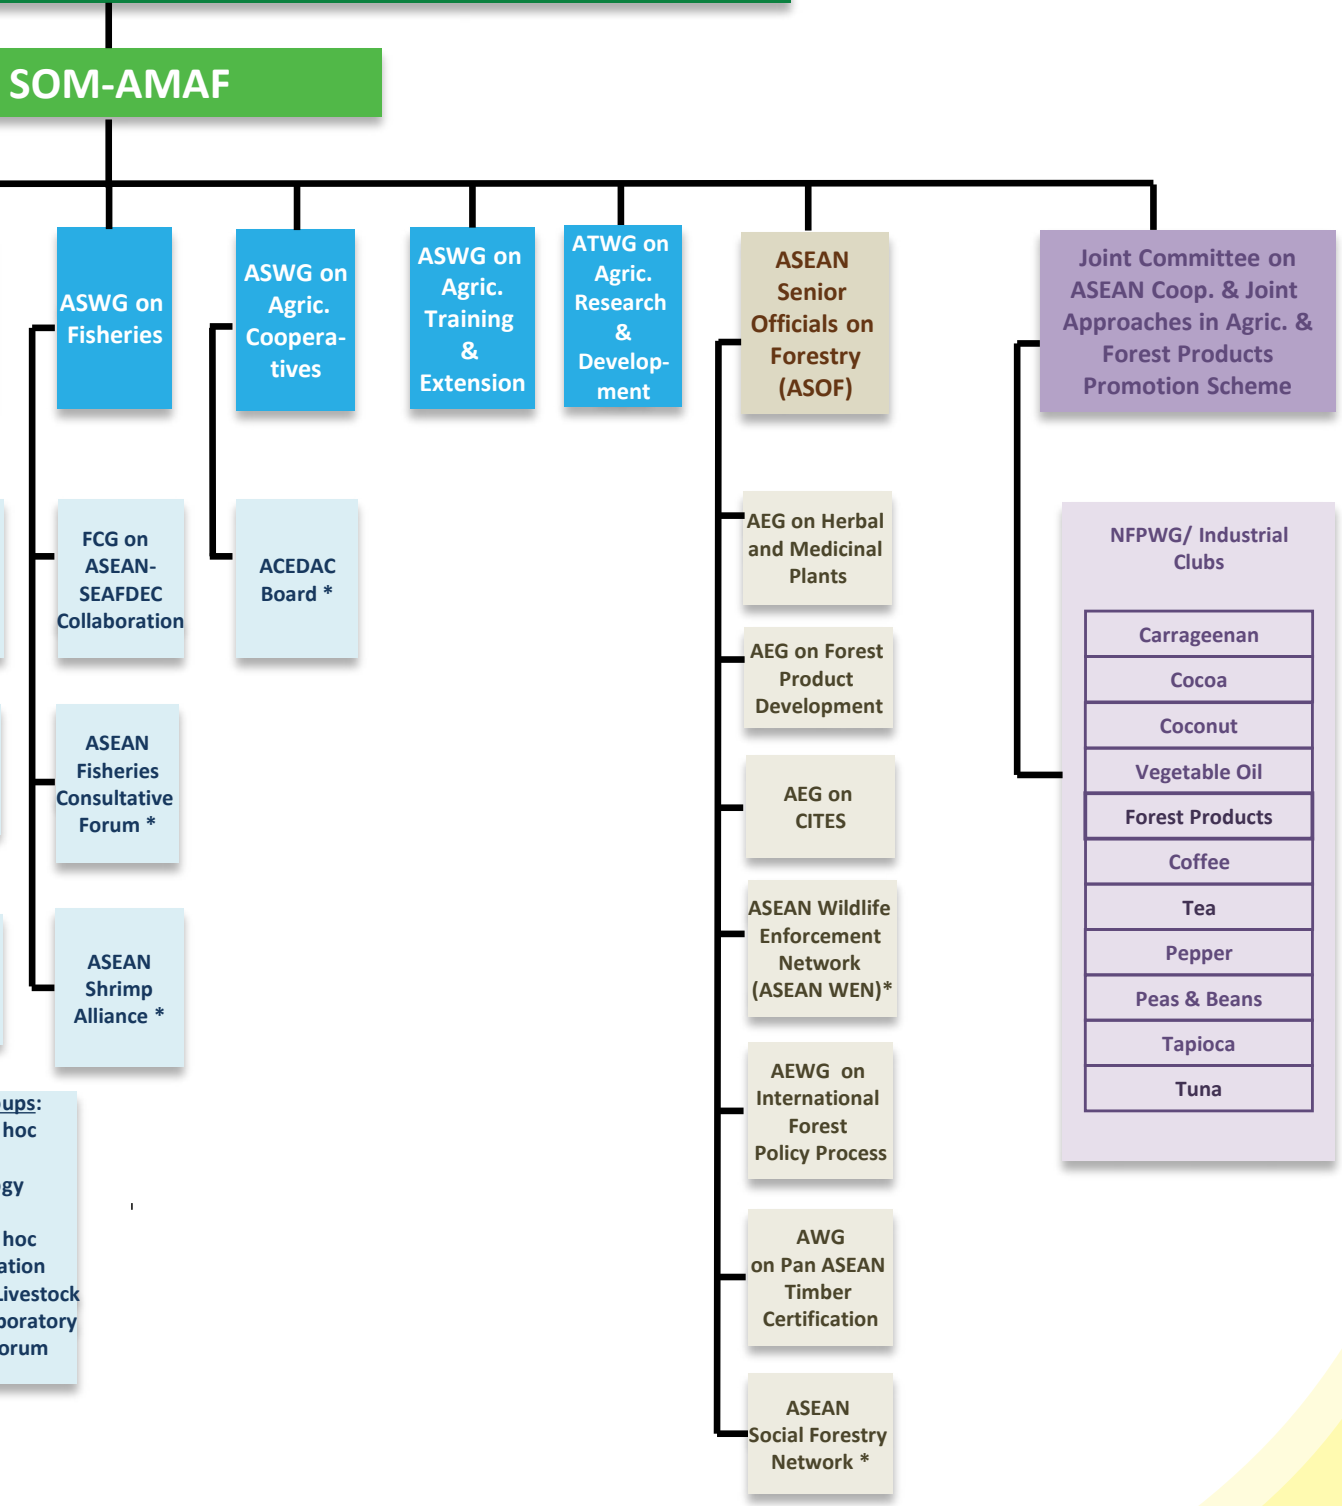 SOM-AMAF
ASWG on
Fisheries
ASWG on
Agric.
Coopera-
tives
ASWG on
Agric.
Training
&
Extension
ATWG on
Agric.
Research
&
Develop-
ment
ASEAN
Senior
Officials on
Forestry
(ASOF)
Joint Committee on
ASEAN Coop. & Joint
Approaches in Agric. &
Forest Products
Promotion Scheme
FCG on
ASEAN-
SEAFDEC
Collaboration
ASEAN
Fisheries
Consultative
Forum *
ASEAN
Shrimp
Alliance *
ACEDAC
Board *
AEG on Herbal
and Medicinal
Plants
AEG on Forest
Product
Development
AEG on
CITES
ASEAN Wildlife
Enforcement
Network
(ASEAN WEN)*
AEWG on
International
Forest
Policy Process
AWG
on Pan ASEAN
Timber
Certification
ASEAN
Social Forestry
Network *
NFPWG/ Industrial
Clubs
Carrageenan
Cocoa
Coconut
Vegetable Oil
Forest Products
Coffee
Tea
Pepper
Peas & Beans
Tapioca
Tuna
hoc
hoc
Livestock